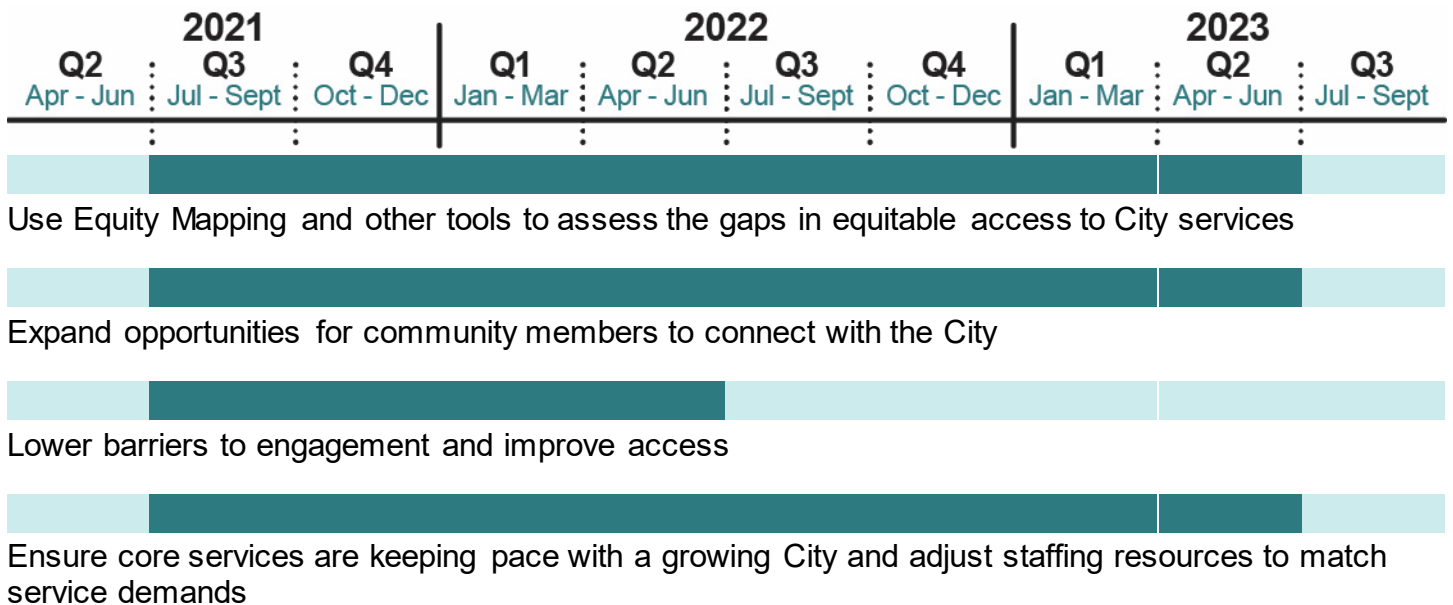 2021 2022 2023
Q2 Q3 Q4 Q1 Q2 Q3 Q4 Q1 Q2 Q3
Apr - Jun Jul - Sept Oct - Dec Jan - Mar Apr - Jun Jul - Sept Oct - Dec Jan - Mar Apr - Jun Jul - Sept
Use Equity Mapping and other tools to assess the gaps in equitable access to City services
Expand opportunities for community members to connect with the City
Lower barriers to engagement and improve access
Ensure core services are keeping pace with a growing City and adjust staffing resources to match
service demands